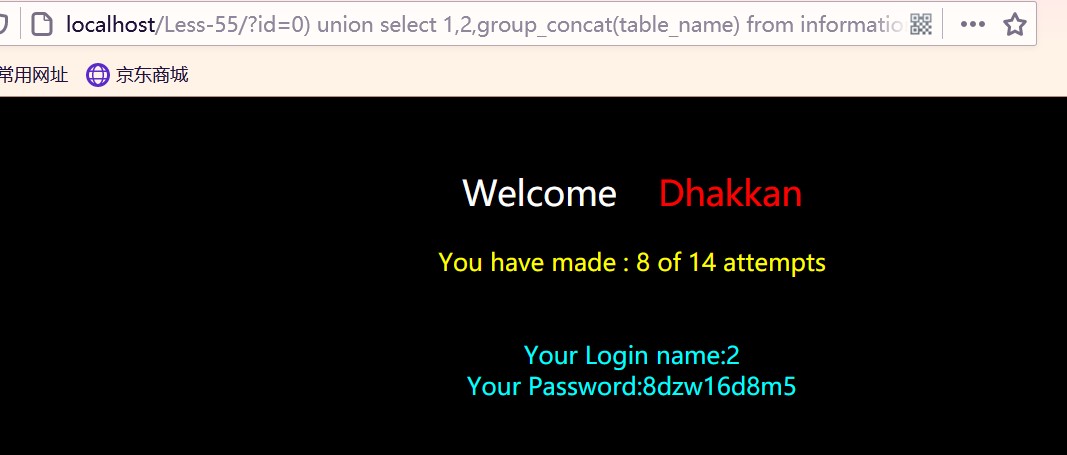 localhost/Less-55/?id=0) union select 1,2,group_concat(table_name) from informatio
常用网址 京东商城
Welcome Dhakkan
You have made : 8 of 14 attempts
Your Login name:2
Your Password:8dzw16d8m5